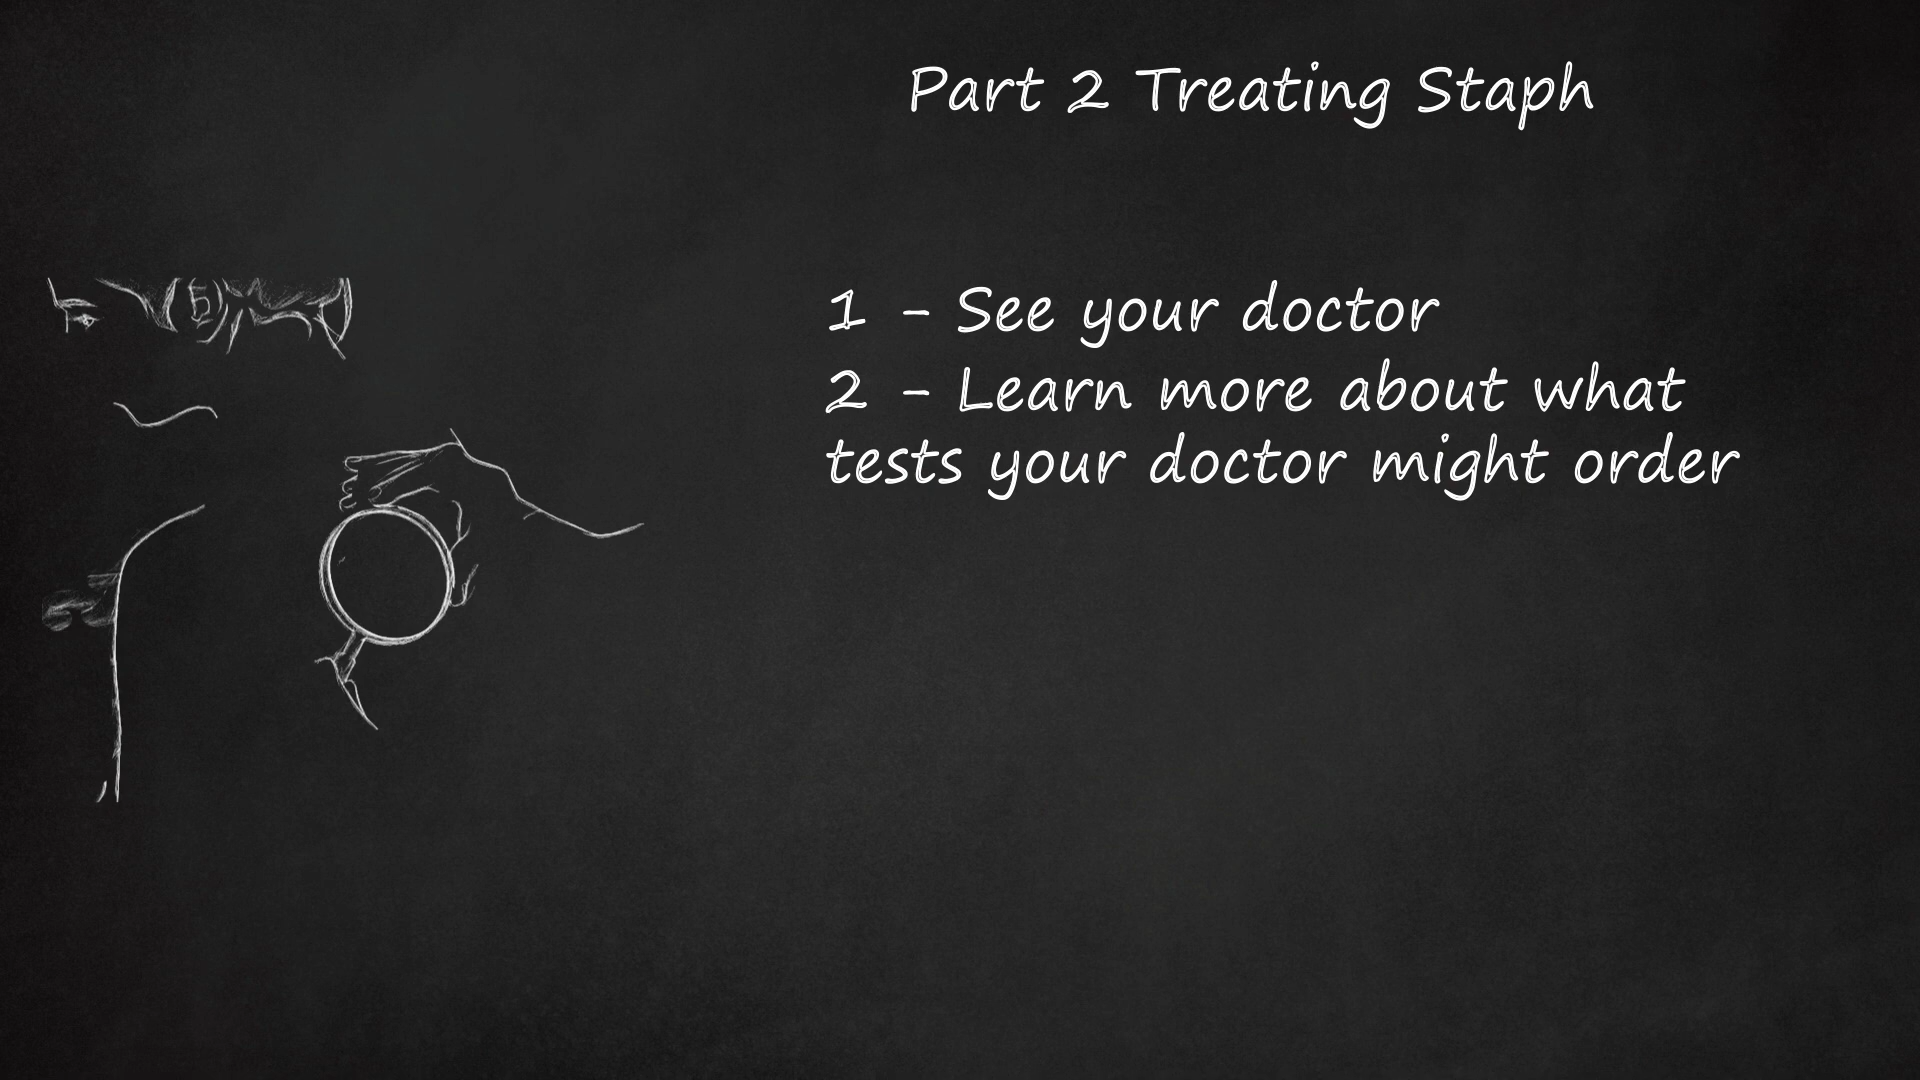 Part 2 Treating Staph
1 - See your doctor
2 - Learn more about what
tests your doctor might order